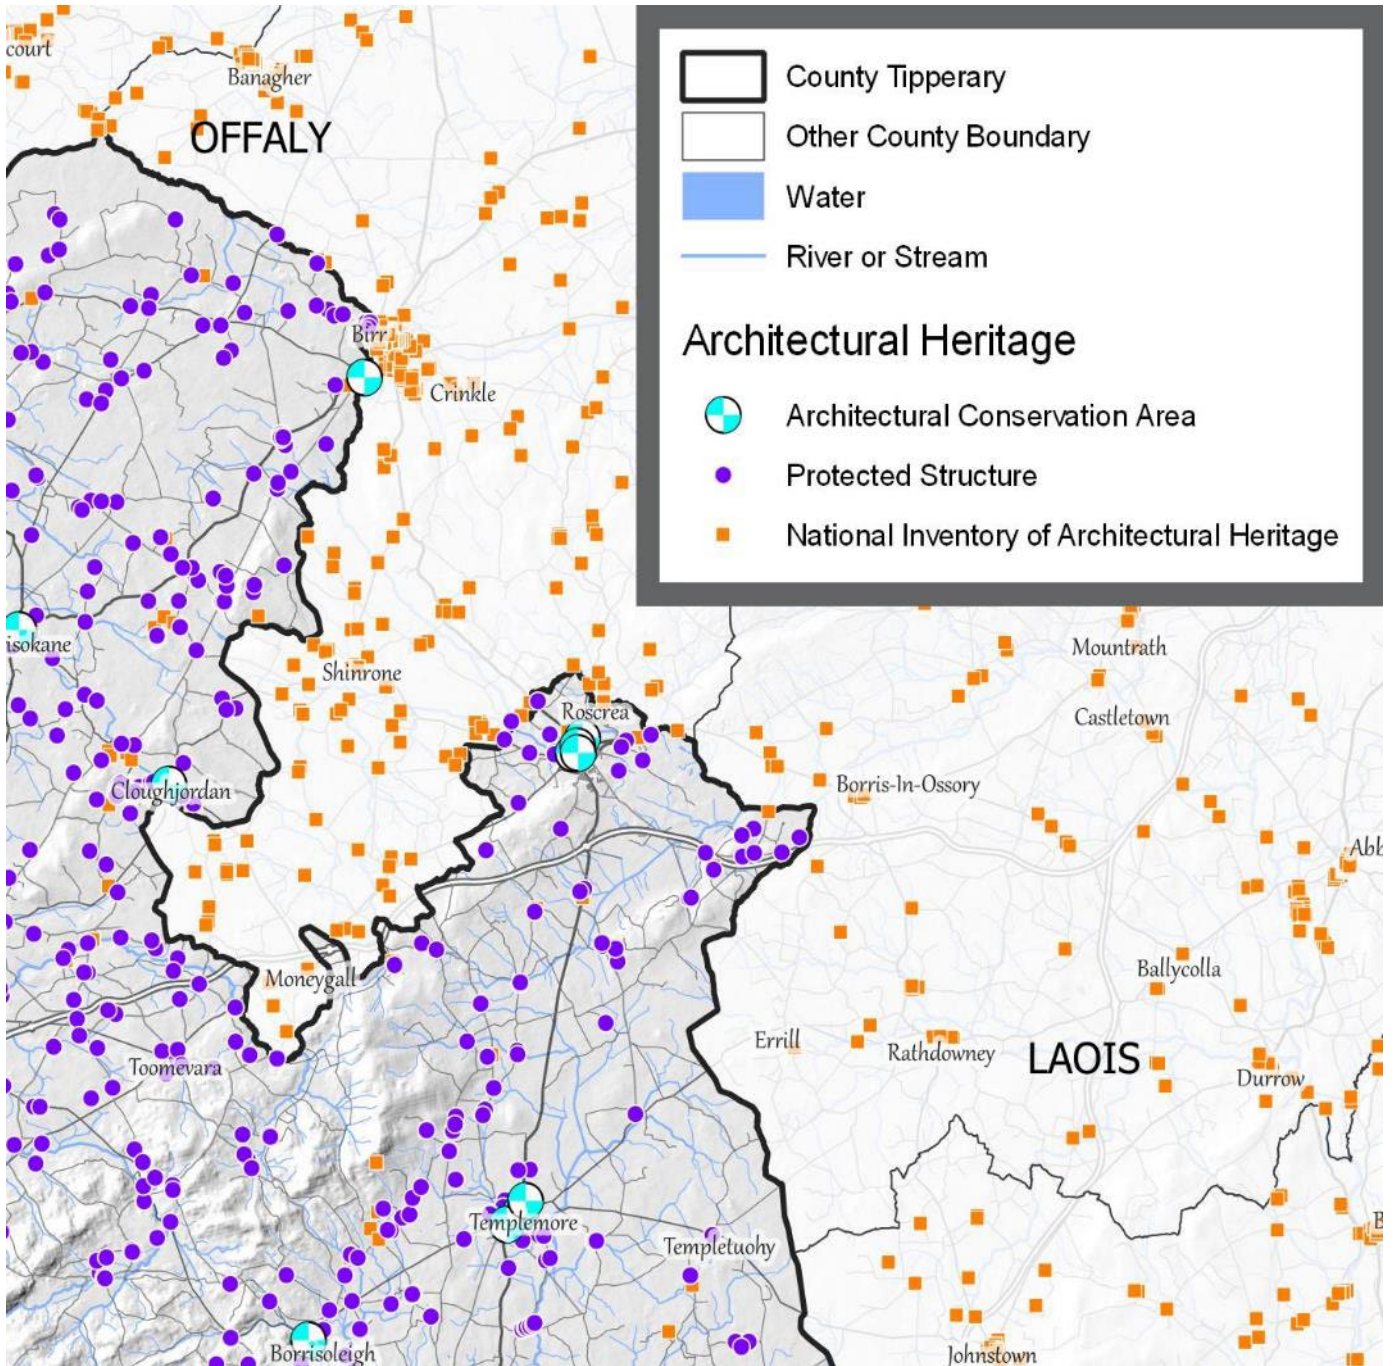 court
Banagher
OFFALY
County Tipperary
Other County Boundary
Water
River or Stream
Architectural Heritage
Architectural Conservation Area
Protected Structure
National Inventory of Architectural Heritage
Birr
Crinkle
isokane
Shinrone
Mountrath
Roscrea
Castletown
Cloughjordan
Borris-In-Ossory
Abb
Moneygall
Ballycolla
Errill
Rathdowney
LAOIS
Toomevara
Durrow
Templemore
Templetuohy
B
Borrisoleigh
Johnstown